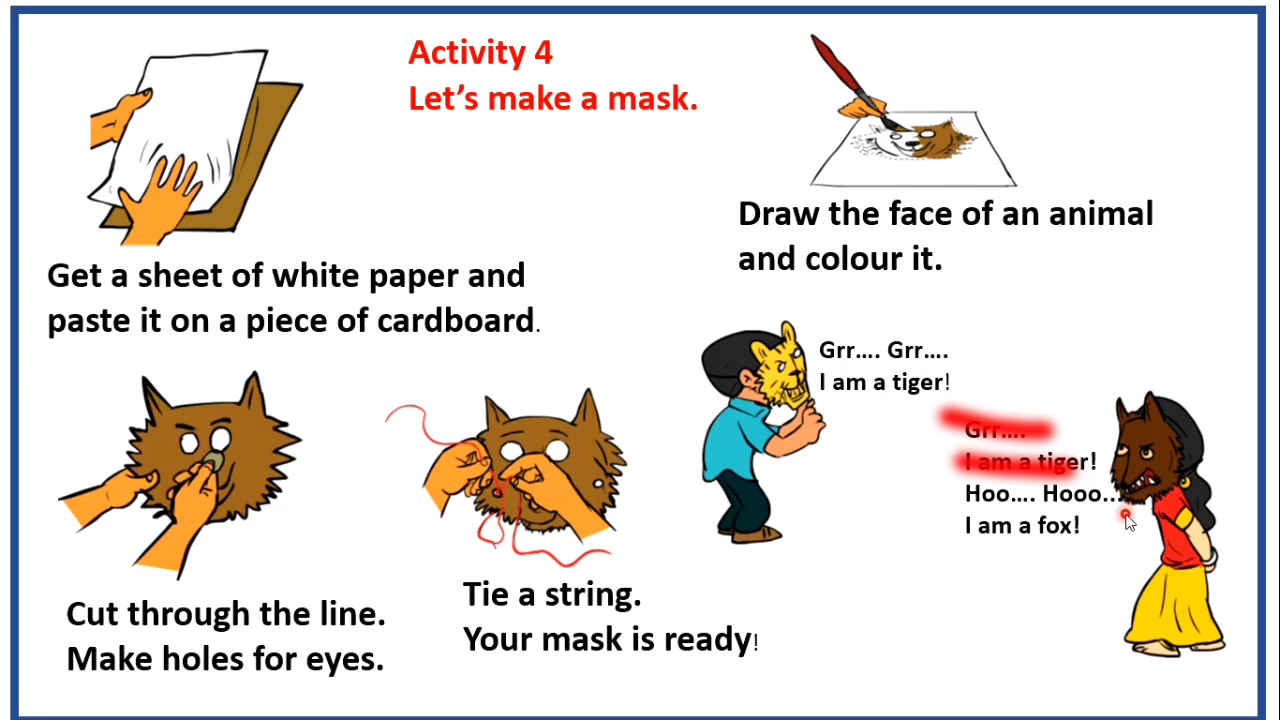 Activity 4
Let's make a mask.
Get a sheet of white paper and
paste it on a piece of cardboard.
Draw the face of an animal
and colour it.
Cut through the line.
Make holes for eyes.
Tie a string.
Your mask is ready!
Grr.... Grr....
I am a tiger!
Grr....
I am a tiger!
Hoo.... Hooo...
I am a fox!